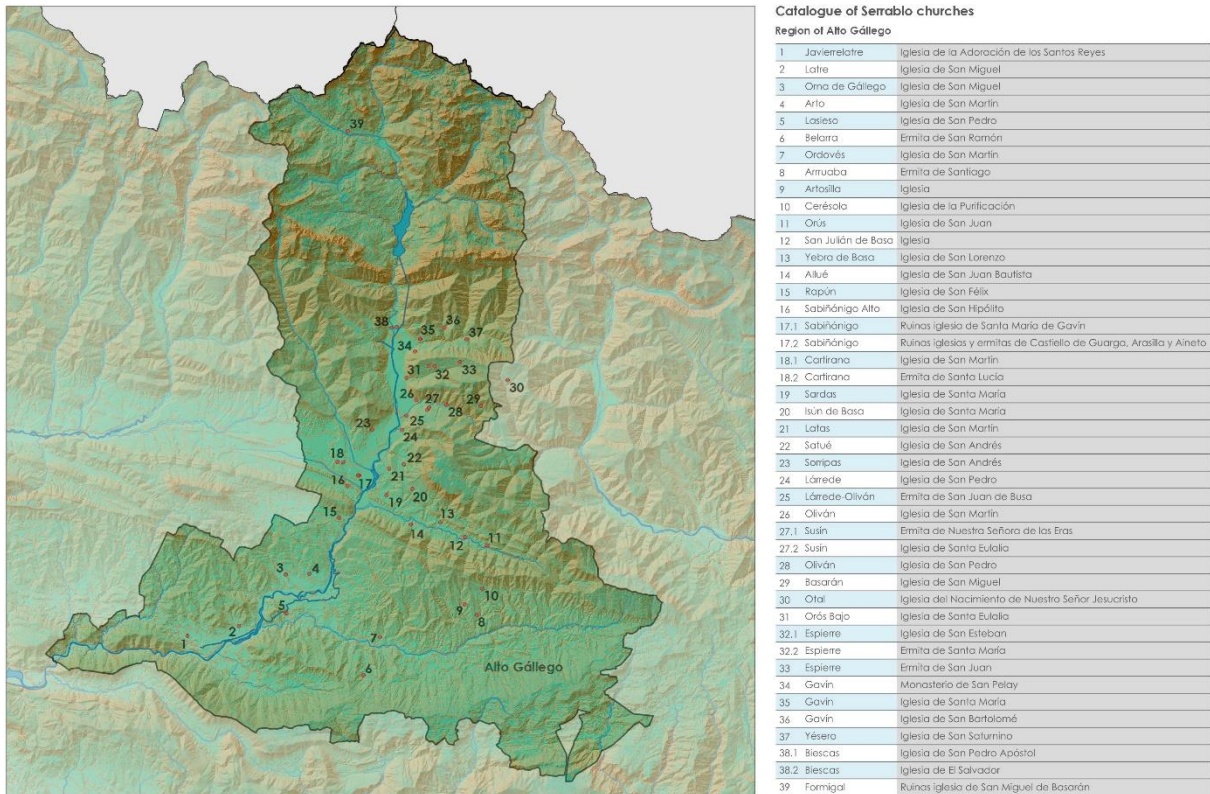 39
38
35
36
34
37
31
32
33
30
26
27
29
25
28
23
24
18
22
21
16
17
19
20
15
13
14
12
11
3
4
10
9
5
8
2
1
7
6
Alto Gállego
Catalogue of Serrablo churches
Region of Alto Gállego
1 Javierrelatre Iglesia de la Adoración de los Santos Reyes
2 Latre Iglesia de San Miguel
3 Orna de Gállego Iglesia de San Miguel
4 Arto Iglesia de San Martín
5 Lasieso Iglesia de San Pedro
6 Belarra Ermita de San Ramón
7 Ordovés Iglesia de San Martín
8 Arruaba Ermita de Santiago
9 Artosilla Iglesia
10 Cerésola Iglesia de la Purificación
11 Orús Iglesia de San Juan
12 San Julián de Basa Iglesia
13 Yebra de Basa Iglesia de San Lorenzo
14 Allué Iglesia de San Juan Bautista
15 Rapún Iglesia de San Félix
16 Sabiñánigo Alto Iglesia de San Hipólito
17.1 Sabiñánigo Ruinas iglesia de Santa María de Gavín
17.2 Sabiñánigo Ruinas iglesias y ermitas de Castiello de Guarga, Arasilla y Aineto
18.1 Cartirana Iglesia de San Martín
18.2 Cartirana Ermita de Santa Lucía
19 Sardas Iglesia de Santa María
20 Isún de Basa Iglesia de Santa María
21 Latas Iglesia de San Martín
22 Satué Iglesia de San Andrés
23 Sorripas Iglesia de San Andrés
24 Lárrede Iglesia de San Pedro
25 Lárrede-Oliván Ermita de San Juan de Busa
26 Oliván Iglesia de San Martín
27.1 Susín Ermita de Nuestra Señora de las Eras
27.2 Susín Iglesia de Santa Eulalia
28 Oliván Iglesia de San Pedro
29 Basarán Iglesia de San Miguel
30 Otal Iglesia del Nacimiento de Nuestro Señor Jesucristo
31 Orós Bajo Iglesia de Santa Eulalia
32.1 Espierre Iglesia de San Esteban
32.2 Espierre Ermita de Santa María
33 Espierre Ermita de San Juan
34 Gavín Monasterio de San Pelay
35 Gavín Iglesia de Santa María
36 Gavín Iglesia de San Bartolomé
37 Yésero Iglesia de San Saturnino
38.1 Biescas Iglesia de San Pedro Apóstol
38.2 Biescas Iglesia de El Salvador
39 Formigal Ruinas iglesia de San Miguel de Basarán